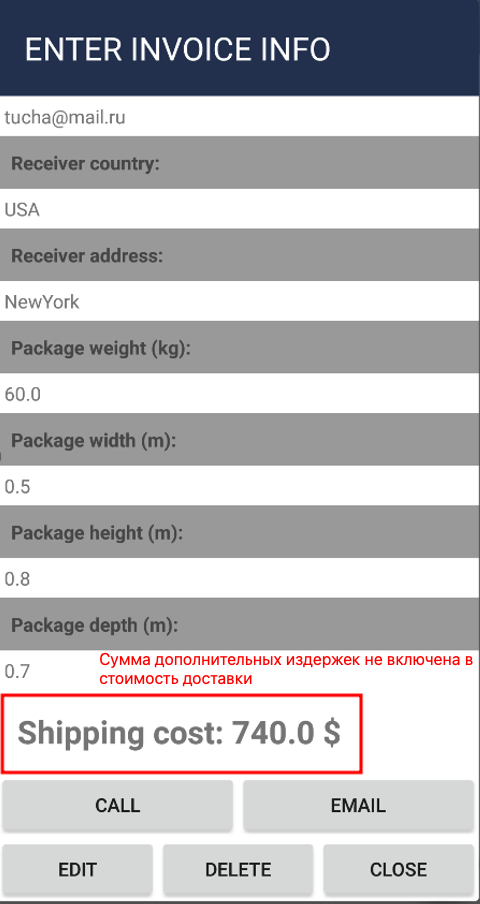 ENTER INVOICE INFO
tucha@mail.ru
Receiver country:
USA
Receiver address:
NewYork
Package weight (kg):
60.0
Package width (m):
0.5
Package height (m):
0.8
Package depth (m):
0.7
Сумма дополнительных издержек не включена в
стоимость доставки
Shipping cost: 740.0 $
CALL
EMAIL
EDIT
DELETE
CLOSE